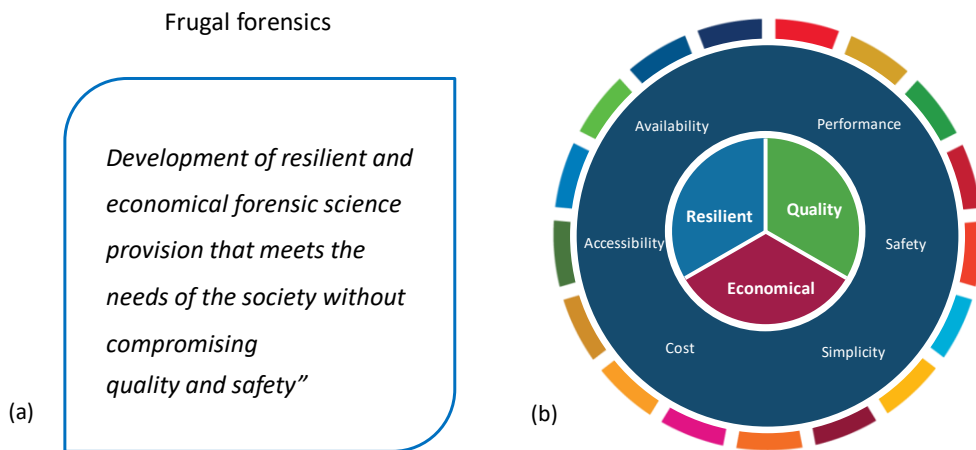 Frugal forensics
Development of resilient and
economical forensic science
provision that meets the
needs of the society without
compromising
quality and safety”
(a)
Availability
Performance
Resilient
Quality
Accessibility
Safety
Economical
Cost
Simplicity
(b)